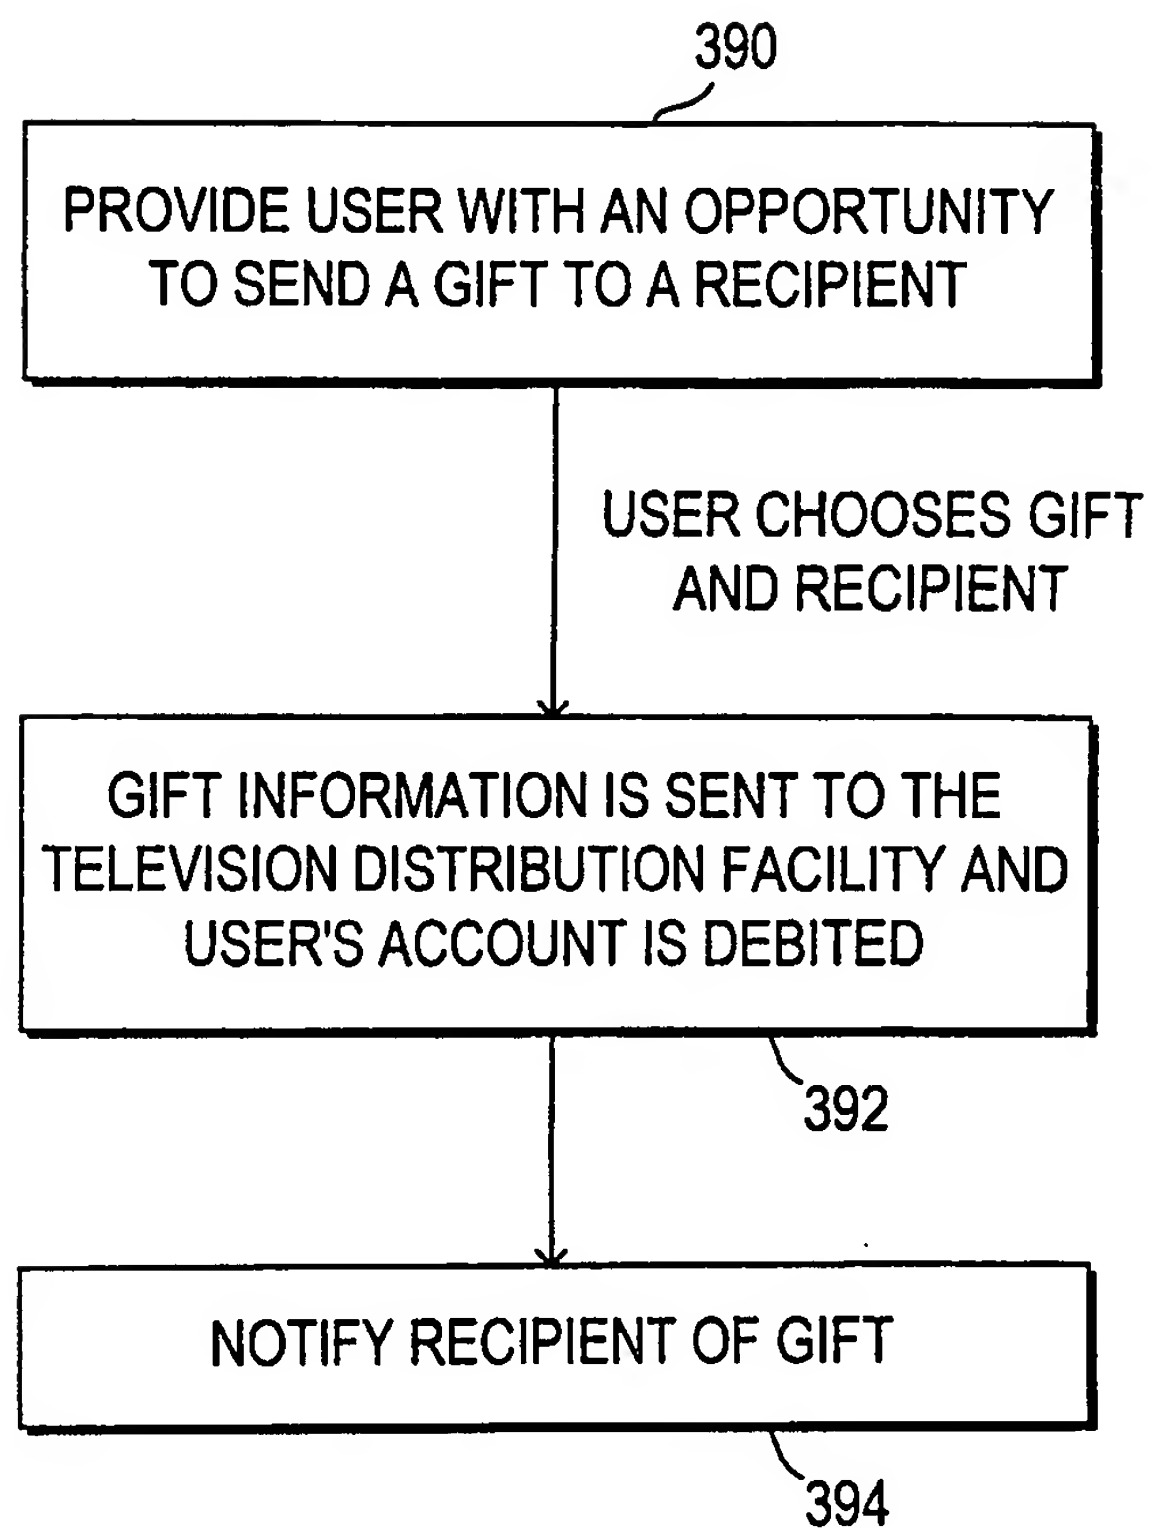 390
PROVIDE USER WITH AN OPPORTUNITY
TO SEND A GIFT TO A RECIPIENT
USER CHOOSES GIFT
AND RECIPIENT
GIFT INFORMATION IS SENT TO THE
TELEVISION DISTRIBUTION FACILITY AND
USER'S ACCOUNT IS DEBITED
392
NOTIFY RECIPIENT OF GIFT
394